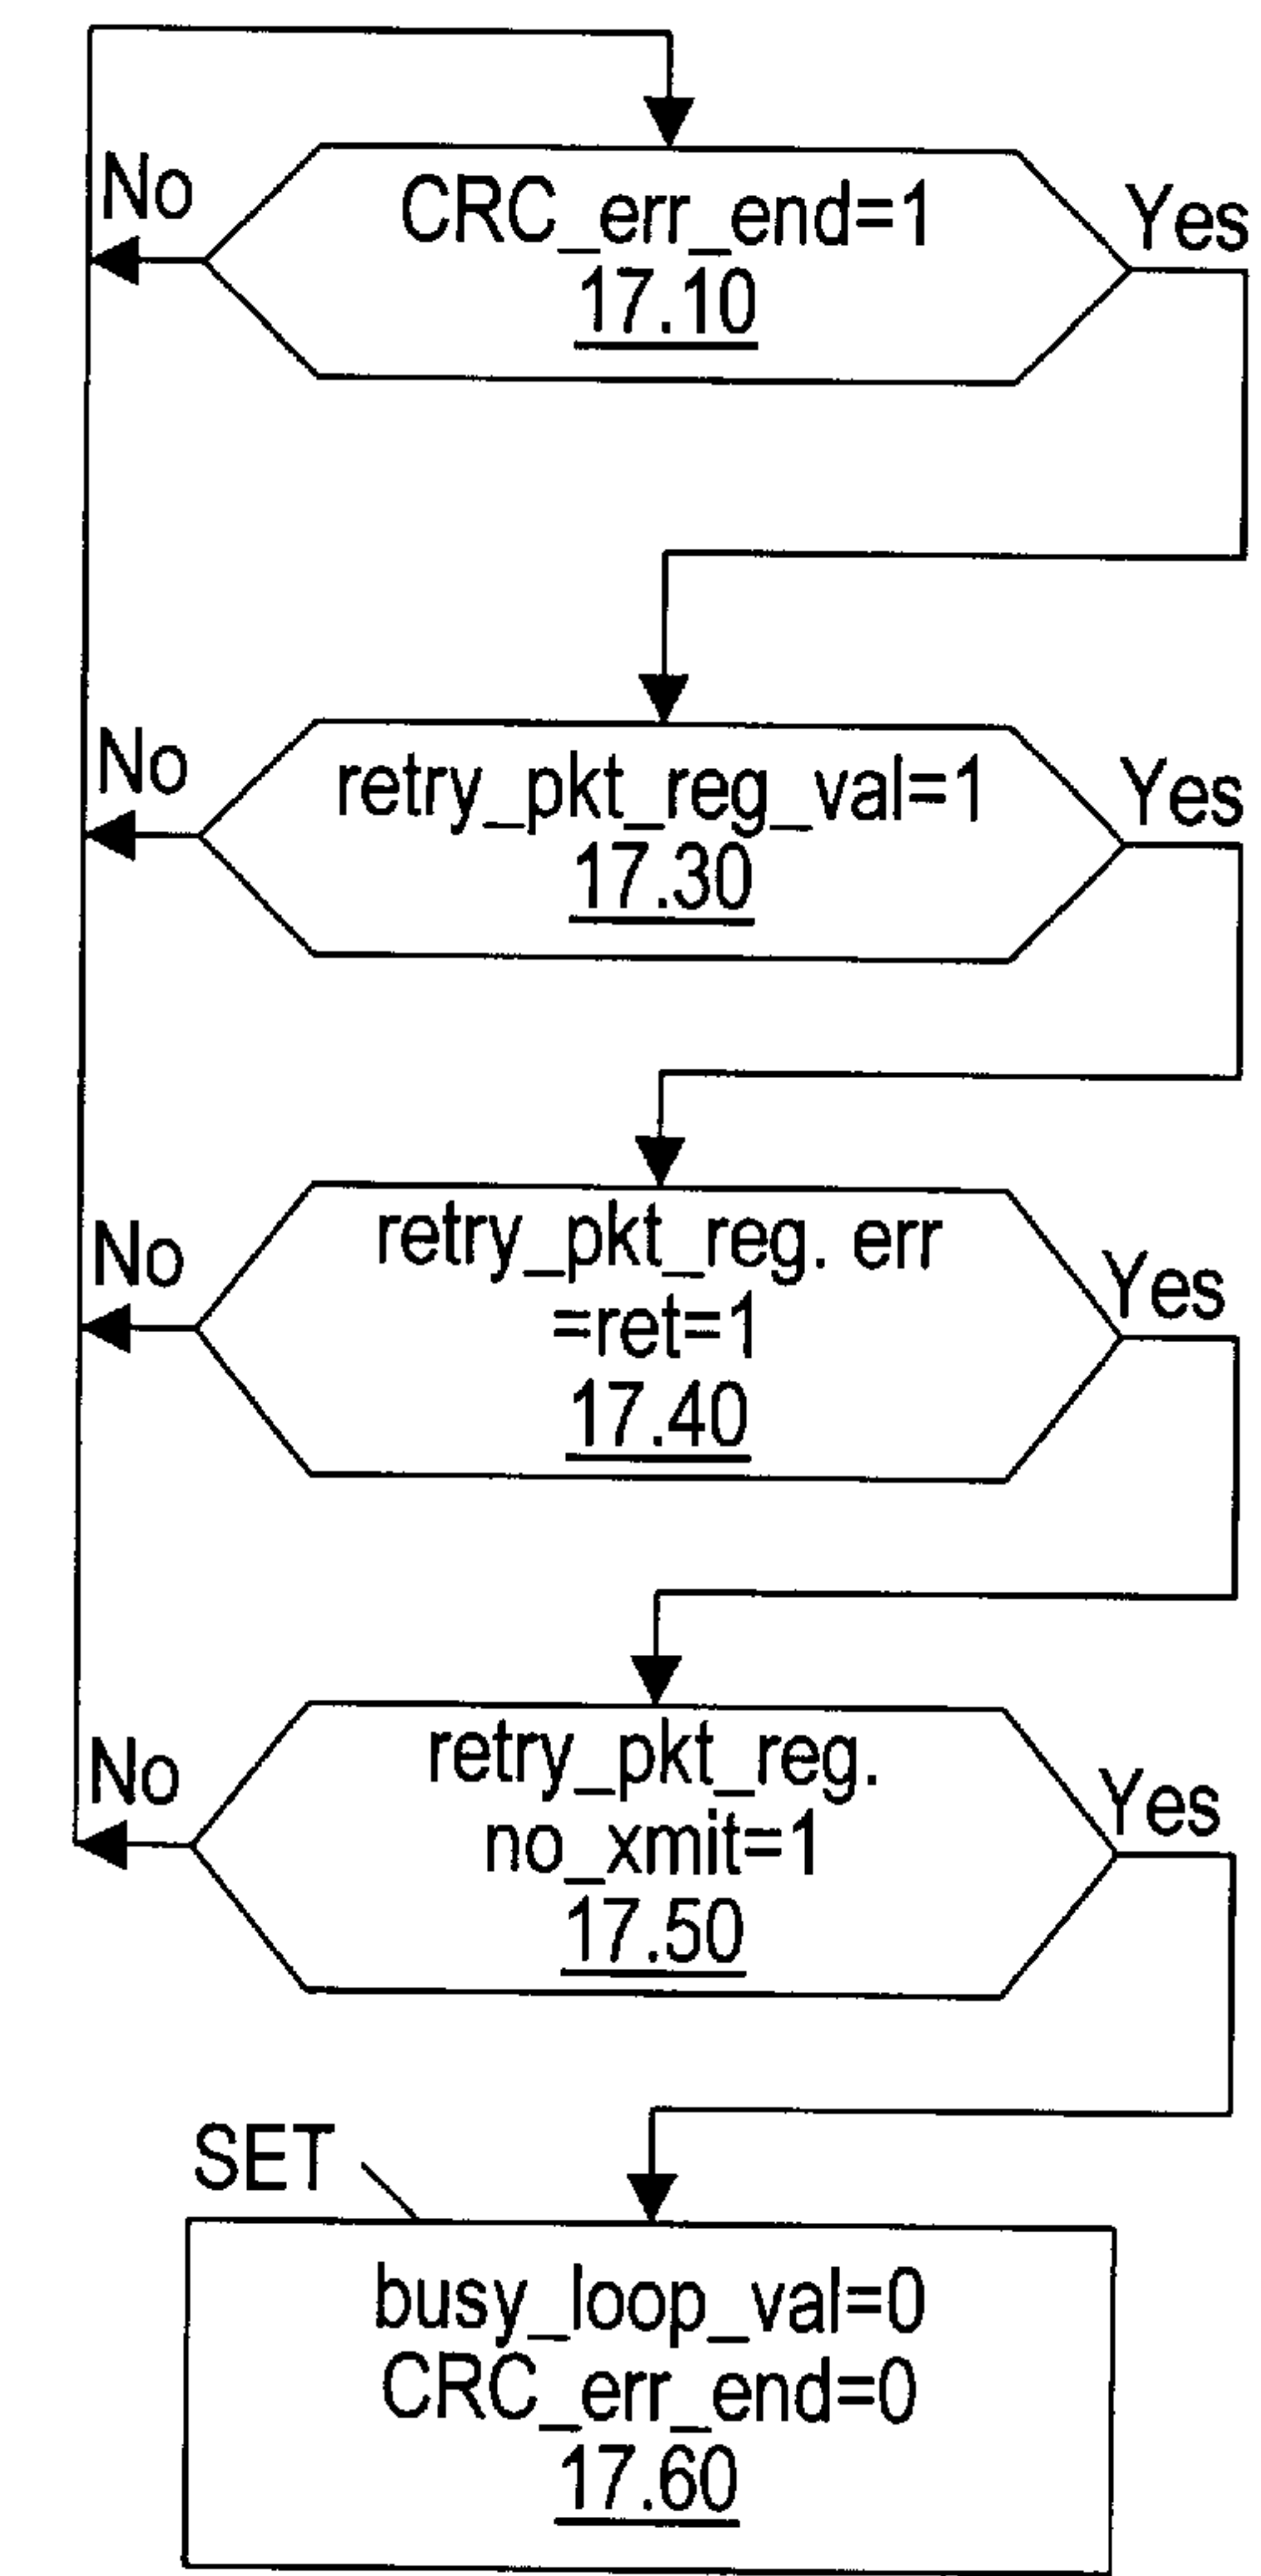 No
CRC_err_end=1
Yes
17.10
No
retry_pkt_reg_val=1
Yes
17.30
No
retry_pkt_reg. err
Yes
=ret=1
17.40
No
retry_pkt_reg.
Yes
no_xmit=1
17.50
SET
busy_loop_val=0
CRC_err_end=0
17.60